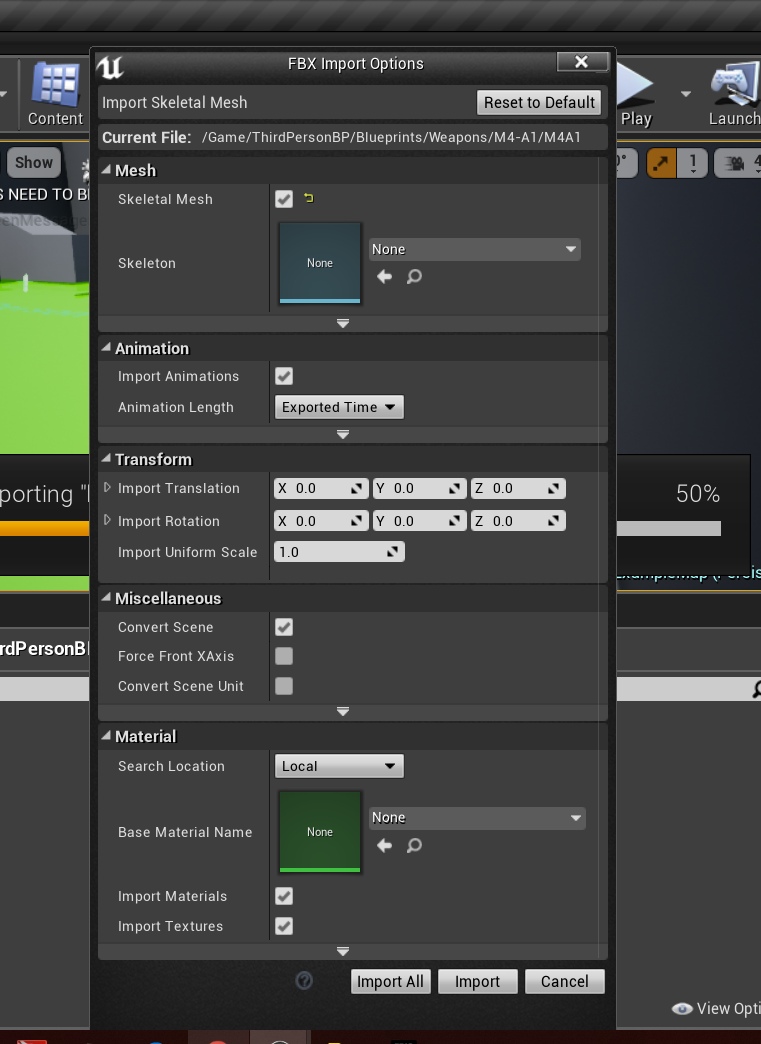 FBX Import Options
Import Skeletal Mesh
Reset to Default
Content
Play
Launch
Current File: /Game/ThirdPersonBP/Blueprints/Weapons/M4-A1/M4A1
Show
1
4
Mesh
S NEED TO B
Skeletal Mesh
Skeleton
None
None
Animation
Import Animations
Animation Length
Exported Time
Transform
porting "
Import Translation
X 0.0
Y 0.0
Z 0.0
50%
Import Rotation
X 0.0
Y 0.0
Z 0.0
Import Uniform Scale
1.0
ExampleMap (Persis
Miscellaneous
Convert Scene
rdPersonB
Force Front XAxis
Convert Scene Unit
Material
Search Location
Local
Base Material Name
None
None
Import Materials
Import Textures
Import All
Import
Cancel
View Opti